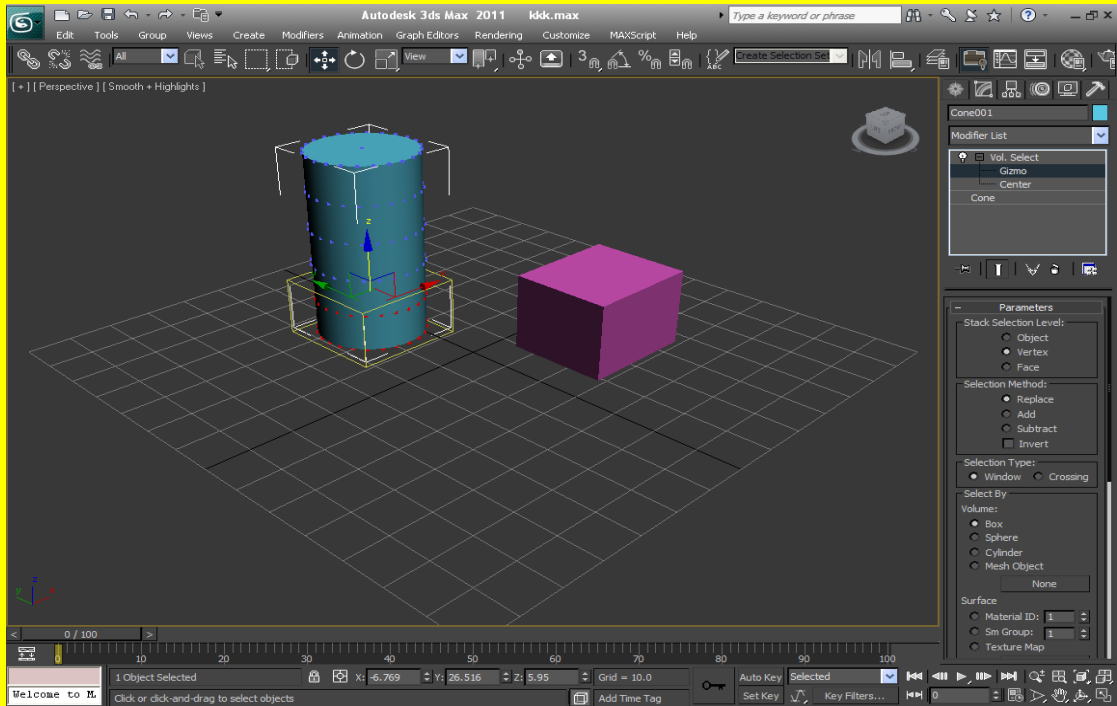 Autodesk 3ds Max 2011 kkk.max
Type a keyword or phrase
Edit Tools Group Views Create Modifiers Animation Graph Editors Rendering Customize MAXScript Help
All View 3 ABC Create Selection Se
[ + ] [ Perspective ] [ Smooth + Highlights ]
Cone001
Modifier List
Vol. Select
Gizmo
Center
Cone
z
Parameters
Stack Selection Level:
Object
Vertex
Face
Selection Method:
Replace
Add
Subtract
Invert
Selection Type:
Window Crossing
Select By
Volume:
Box
Sphere
Cylinder
Mesh Object
None
Surface
Material ID: 1
Sm Group: 1
Texture Map
z
y
< 0 / 100 >
0 10 20 30 40 50 60 70 80 90 100
1 Object Selected X: -6.769 Y: 26.516 Z: 5.95 Grid = 10.0 Auto Key Selected
Welcome to M. Click or click-and-drag to select objects Add Time Tag Set Key Key Filters... 0